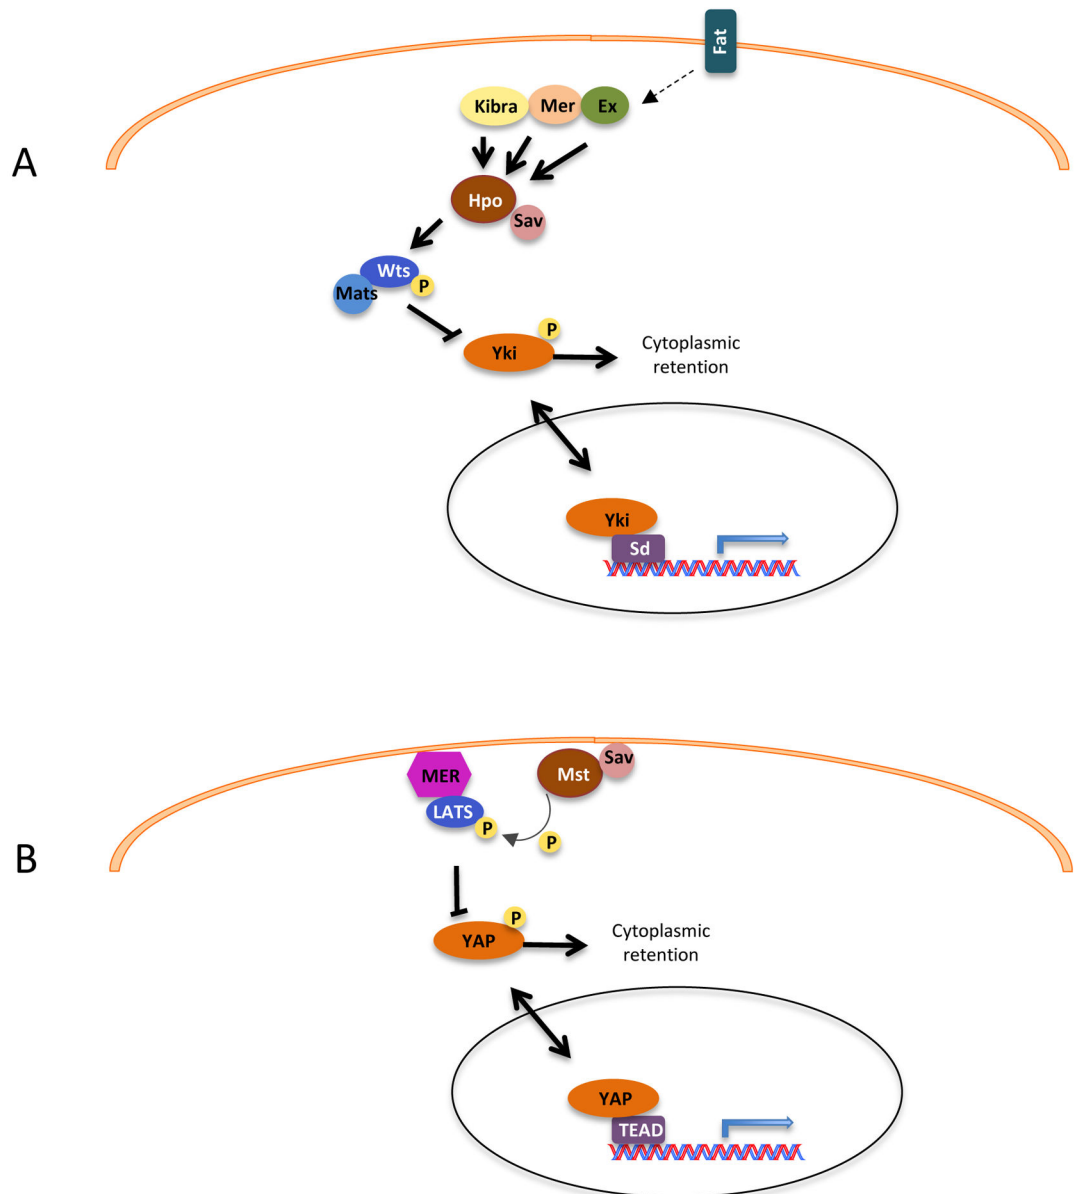 Fat
Kibra Mer Ex
A
Hpo
Sav
Wts
P
Mats
P
Yki
Cytoplasmic
retention
Yki
Sd
MER
Mst
Sav
LATS
P
P
B
P
YAP
Cytoplasmic
retention
YAP
TEAD